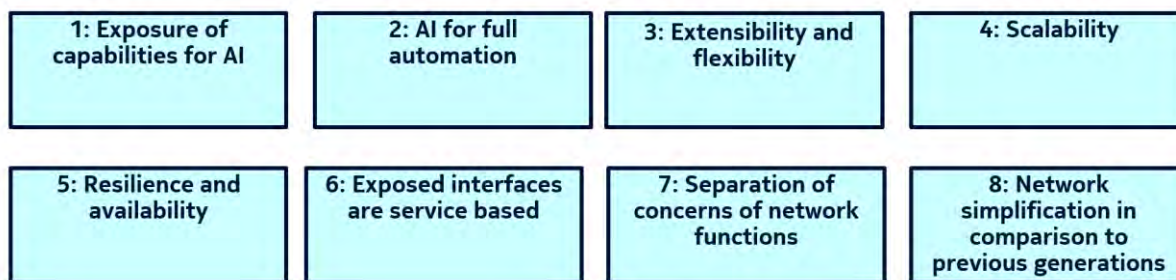 1: Exposure of
capabilities for AI
2: AI for full
automation
3: Extensibility and
flexibility
4: Scalability
5: Resilience and
availability
6: Exposed interfaces
are service based
7: Separation of
concerns of network
functions
8: Network
simplification in
comparison to
previous generations